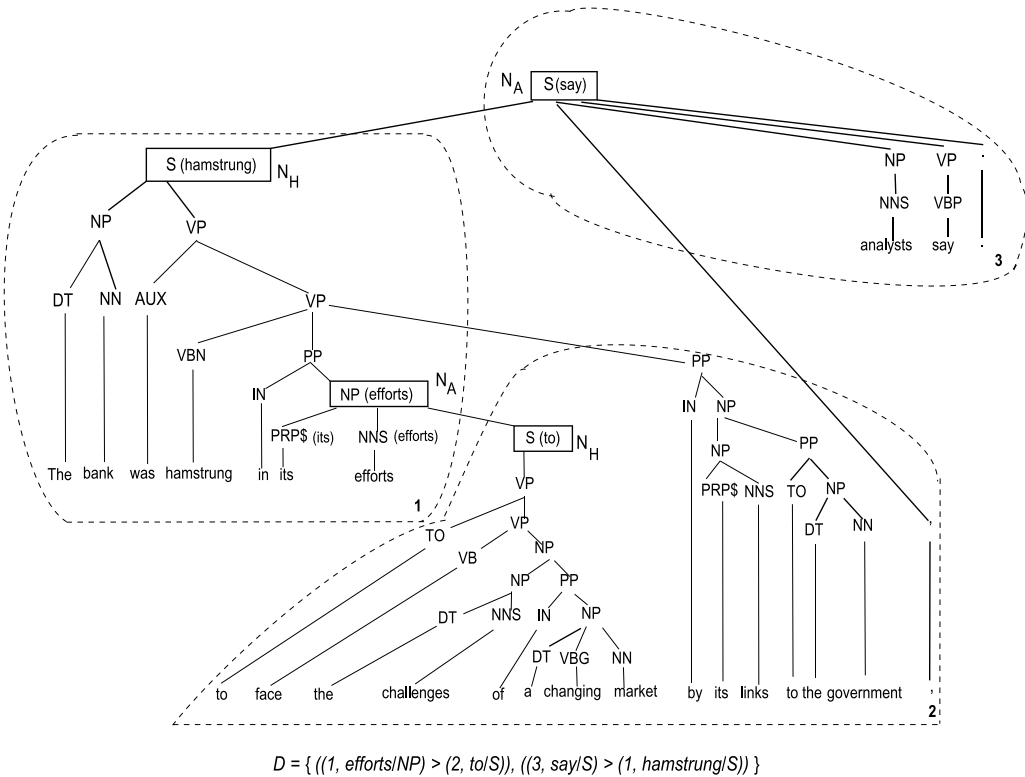 N_A S (say)
S (hamstrung) N_H
NP VP .
NP VP NNS VBP
analysts say .
3
DT NN AUX VP
VBN PP PP
IN NP (efforts) N_A IN NP
PRP$ (its) NNS (efforts) S (to) N_H NP PP
The bank was hamstrung in its efforts
VP PRP$ NNS TO NP
1
TO VP DT NN ,
VB NP
NP PP
DT NNS IN NP
DT VBG NN
to face the challenges of a changing market by its links to the government ,
2
D = { ((1, efforts/NP) > (2, to/S)), ((3, say/S) > (1, hamstrung/S)) }